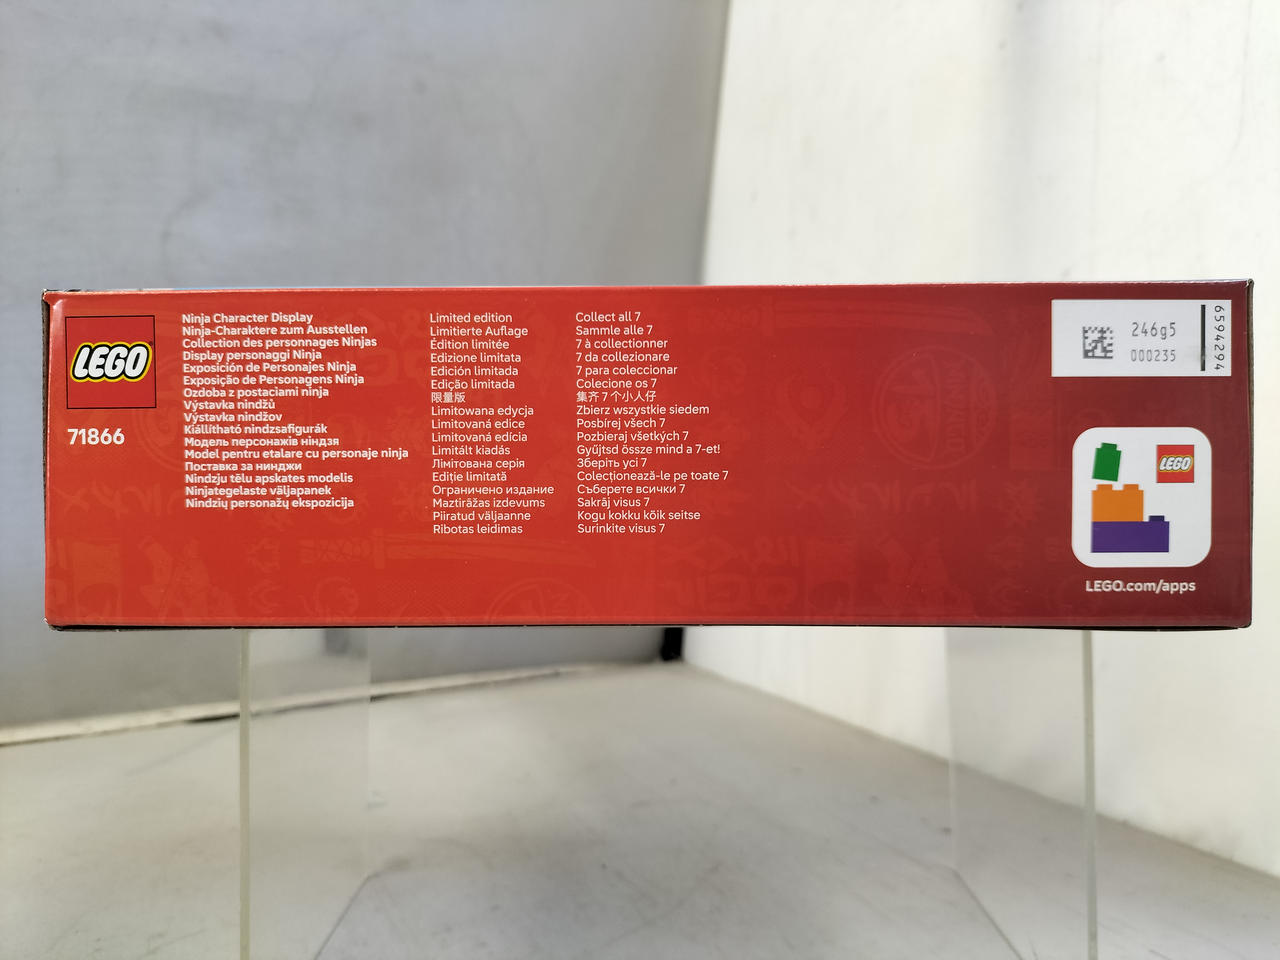 LEGO
71866
Ninja Character Display
Ninja-Charaktere zum Ausstellen
Collection des personnages Ninjas
Display personaggi Ninja
Exposición de Personajes Ninja
Exposição de Personagens Ninja
Ozdoba z postaciami ninja
Výstavka nindžů
Výstavka nindžov
Kiállítható nindzsafigurák
Модель персонажів ніндзя
Model pentru etalare cu personaje ninja
Поставка за нинджи
Nindzju tēlu apskates modelis
Ninjategelaste väljapanek
Nindzių personažų ekspozicija
Limited edition
Limitierte Auflage
Édition limitée
Edizione limitata
Edición limitada
Edição limitada
限量版
Limitowana edycja
Limitovaná edice
Limitovaná edícia
Limitált kiadás
Лімітована серія
Ediție limitată
Ограничено издание
Maztirāžas izdevums
Piiratud väljaanne
Ribotas leidimas
Collect all 7
Sammle alle 7
7 à collectionner
7 da collezionare
7 para coleccionar
Colecione os 7
集齐 7 个小人仔
Zbierz wszystkie siedem
Posbírej všech 7
Pozbieraj všetkých 7
Gyűjtsd össze mind a 7-et!
Зберіть усі 7
Colecționează-le pe toate 7
Съберете всички 7
Sakrāj visus 7
Kogu kokku kõik seitse
Surinkite visus 7
246g5
000235
6594294
LEGO
LEGO.com/apps